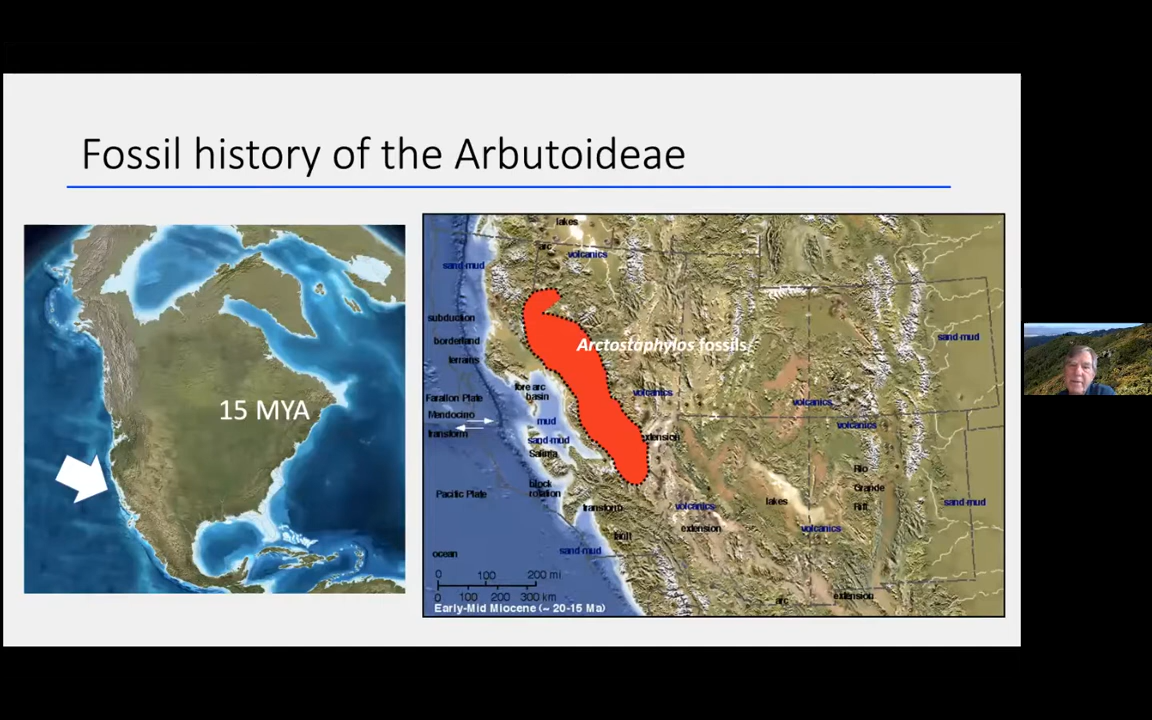 Fossil history of the Arbutoideae
15 MYA
lakes
arc
volcanics
sand-mud
subduction
borderland
terrains
Arctostaphylos fossils
sand-mud
fore arc
basin
Farallon Plate
volcanics
volcanics
Mendocino
transform
mud
volcanics
sand-mud
extension
Salinia
Rio
Grande
Rift
block
rotation
Pacific Plate
lakes
sand-mud
transform
volcanics
extension
volcanics
sand-mud
ocean
0 100 200 mi
0 100 200 300 km
arc
extension
Early-Mid Miocene (~ 20-15 Ma)